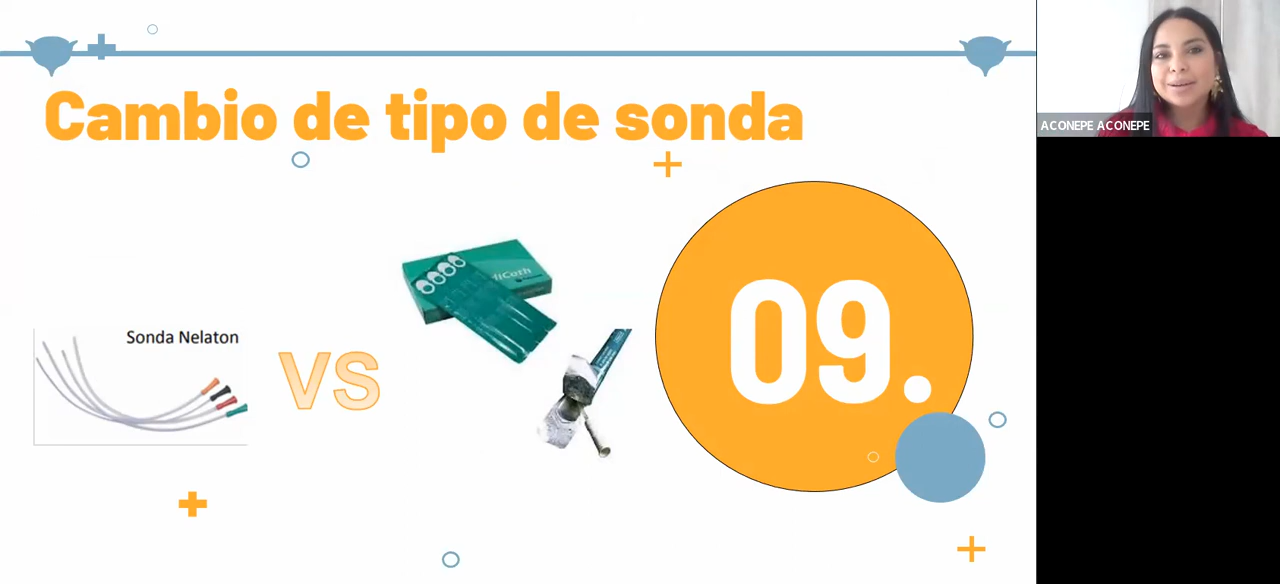 Cambio de tipo de sonda
Sonda Nelaton
VS
09.
ACONEPE ACONEPE